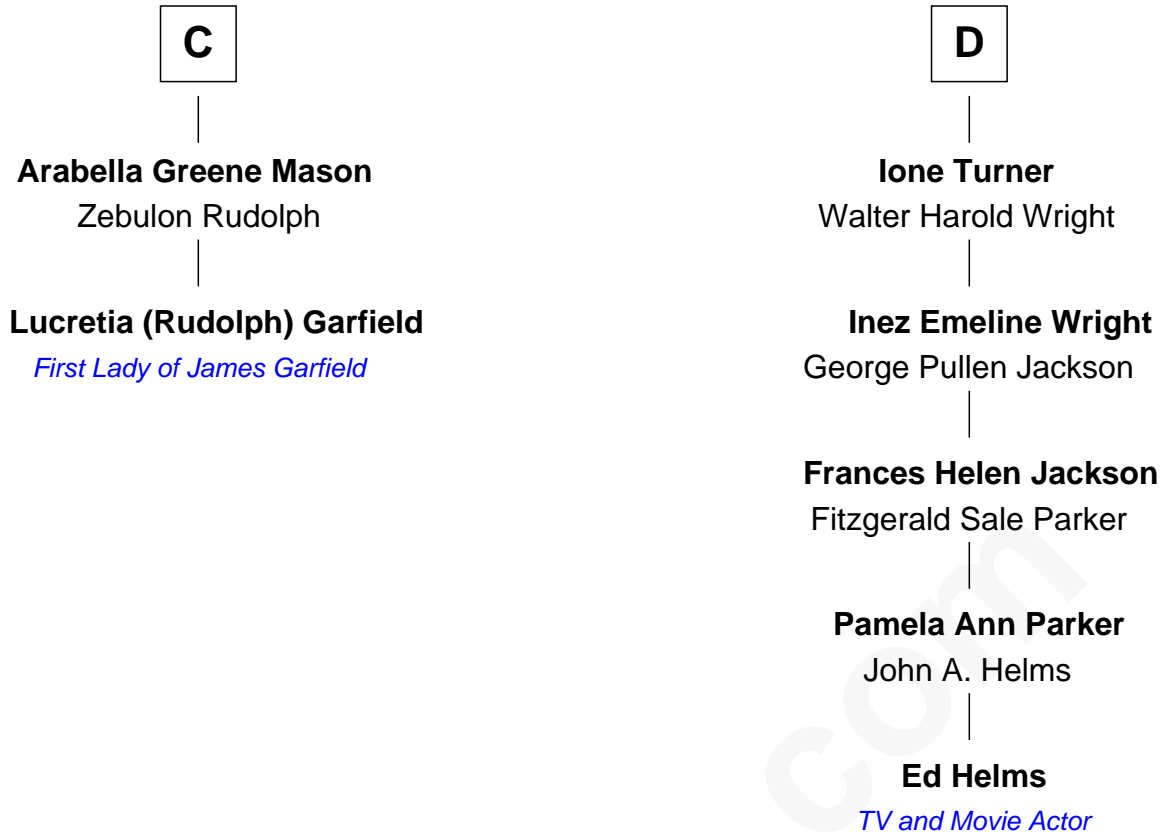 C
Arabella Greene Mason
Zebulon Rudolph
Lucretia (Rudolph) Garfield
First Lady of James Garfield
D
Ione Turner
Walter Harold Wright
Inez Emeline Wright
George Pullen Jackson
Frances Helen Jackson
Fitzgerald Sale Parker
Pamela Ann Parker
John A. Helms
Ed Helms
TV and Movie Actor
com